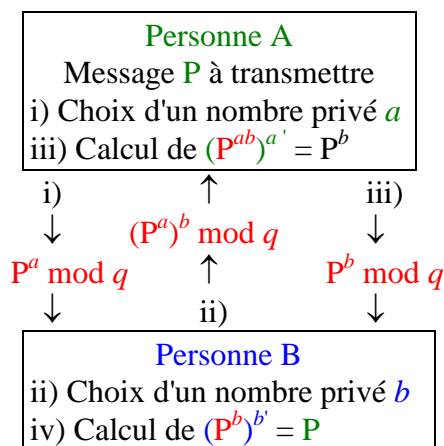 Personne A
Message P à transmettre
i) Choix d'un nombre privé a
iii) Calcul de (P^{ab})^{a '} = P^b
i) ↑ iii)
↓ (P^a)^b mod q ↓
P^a mod q ↑ P^b mod q
↓ ii) ↓
Personne B
ii) Choix d'un nombre privé b
iv) Calcul de (P^b)^{b'} = P